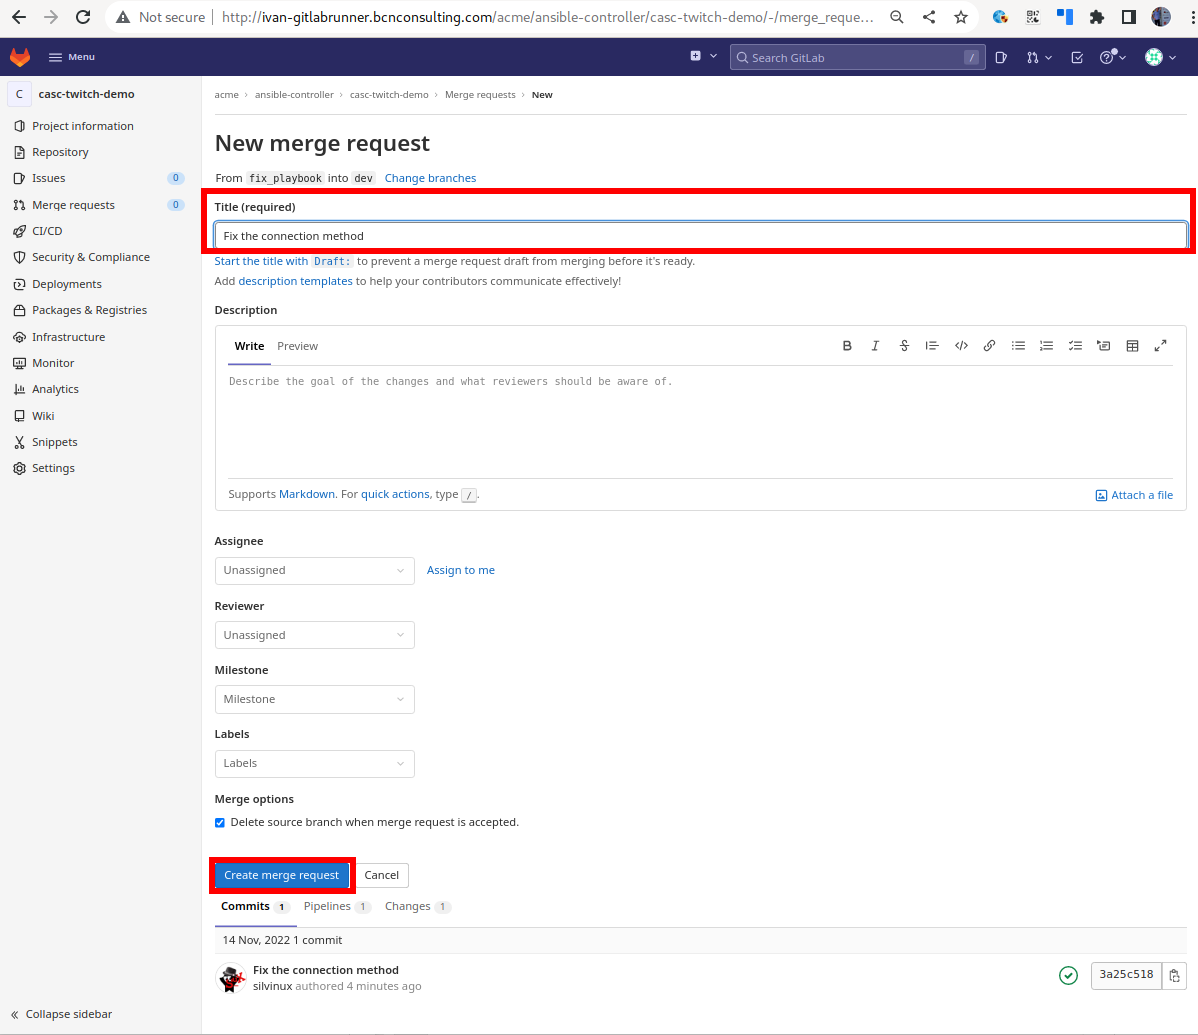 Not secure http://ivan-gitlabrunner.bcnconsulting.com/acme/ansible-controller/casc-twitch-demo/-/merge_reque...
Menu Search GitLab /
C casc-twitch-demo
Project information
Repository
Issues 0
Merge requests 0
CI/CD
Security & Compliance
Deployments
Packages & Registries
Infrastructure
Monitor
Analytics
Wiki
Snippets
Settings
Collapse sidebar
acme › ansible-controller › casc-twitch-demo › Merge requests › New
New merge request
From fix_playbook into dev Change branches
Title (required)
Fix the connection method
Start the title with Draft: to prevent a merge request draft from merging before it's ready.
Add description templates to help your contributors communicate effectively!
Description
Write Preview B I S
Describe the goal of the changes and what reviewers should be aware of.
Supports Markdown. For quick actions, type /. Attach a file
Assignee
Unassigned Assign to me
Reviewer
Unassigned
Milestone
Milestone
Labels
Labels
Merge options
Delete source branch when merge request is accepted.
Create merge request Cancel
Commits 1 Pipelines 1 Changes 1
14 Nov, 2022 1 commit
Fix the connection method
silvinux authored 4 minutes ago 3a25c518